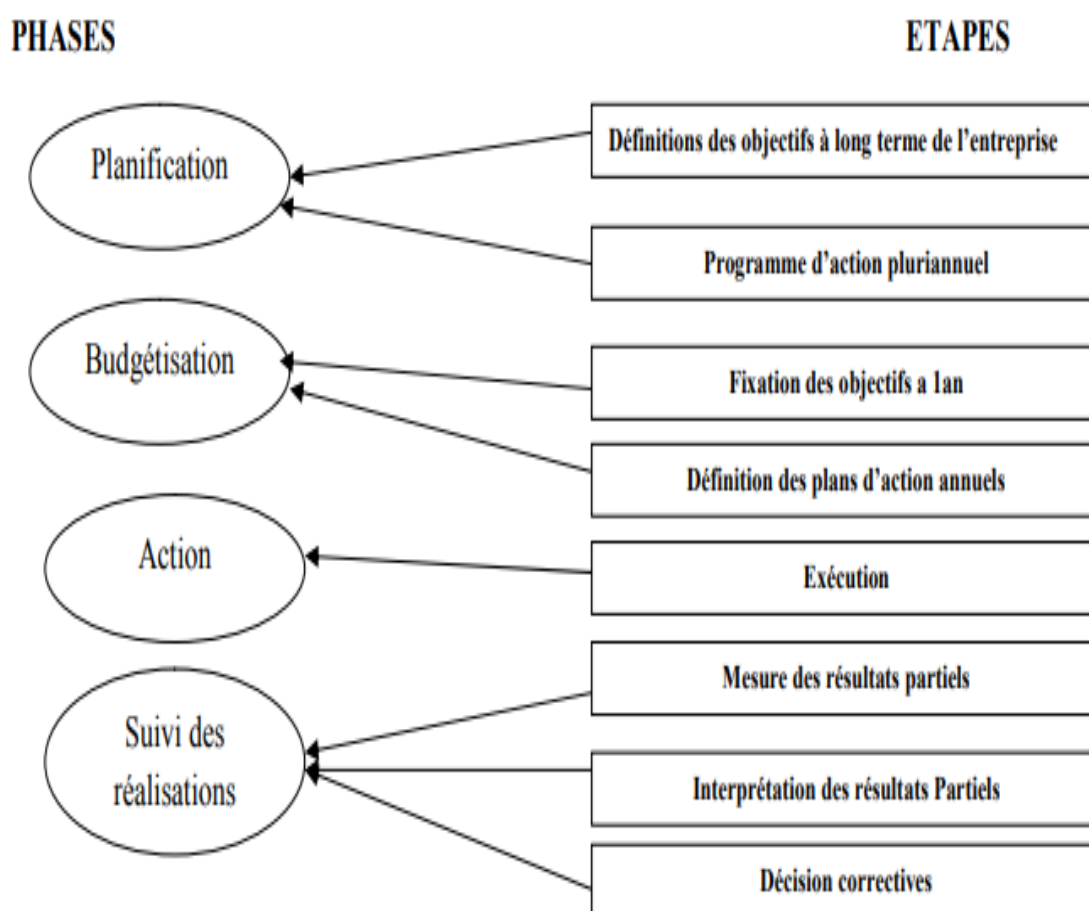 PHASES
ETAPES
Planification
Définitions des objectifs à long terme de l'entreprise
Programme d'action pluriannuel
Budgétisation
Fixation des objectifs a 1an
Définition des plans d'action annuels
Action
Exécution
Suivi des
réalisations
Mesure des résultats partiels
Interprétation des résultats Partiels
Décision correctives